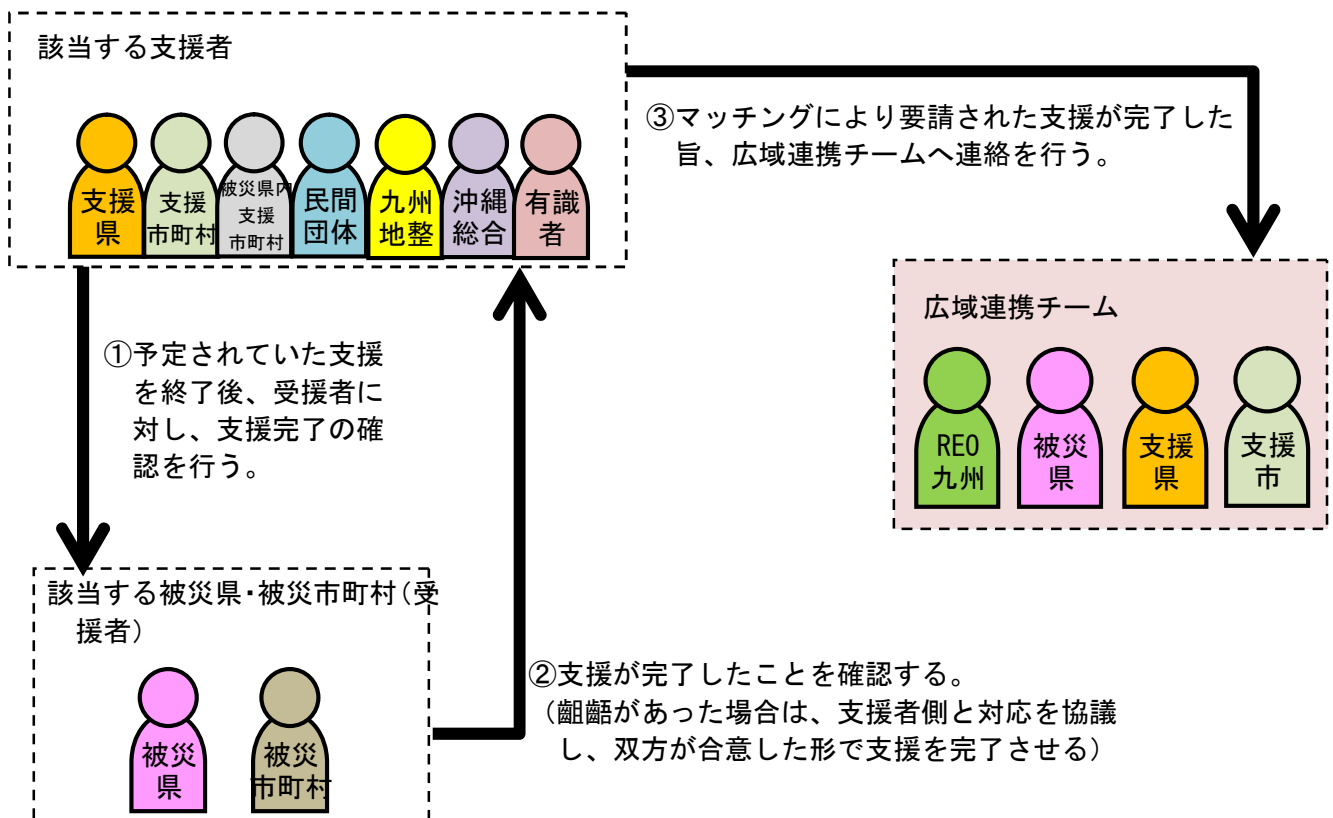 該当する支援者
支援
県
支援
市町村
被災県内
支援
市町村
民間
団体
九州
地整
沖縄
総合
有識
者
③マッチングにより要請された支援が完了した
旨、広域連携チームへ連絡を行う。
広域連携チーム
REO
九州
被災
県
支援
県
支援
市
①予定されていた支援
を終了後、受援者に
対し、支援完了の確
認を行う。
該当する被災県・被災市町村（受
援者）
被災
県
被災
市町村
②支援が完了したことを確認する。
（齟齬があった場合は、支援者側と対応を協議
し、双方が合意した形で支援を完了させる）